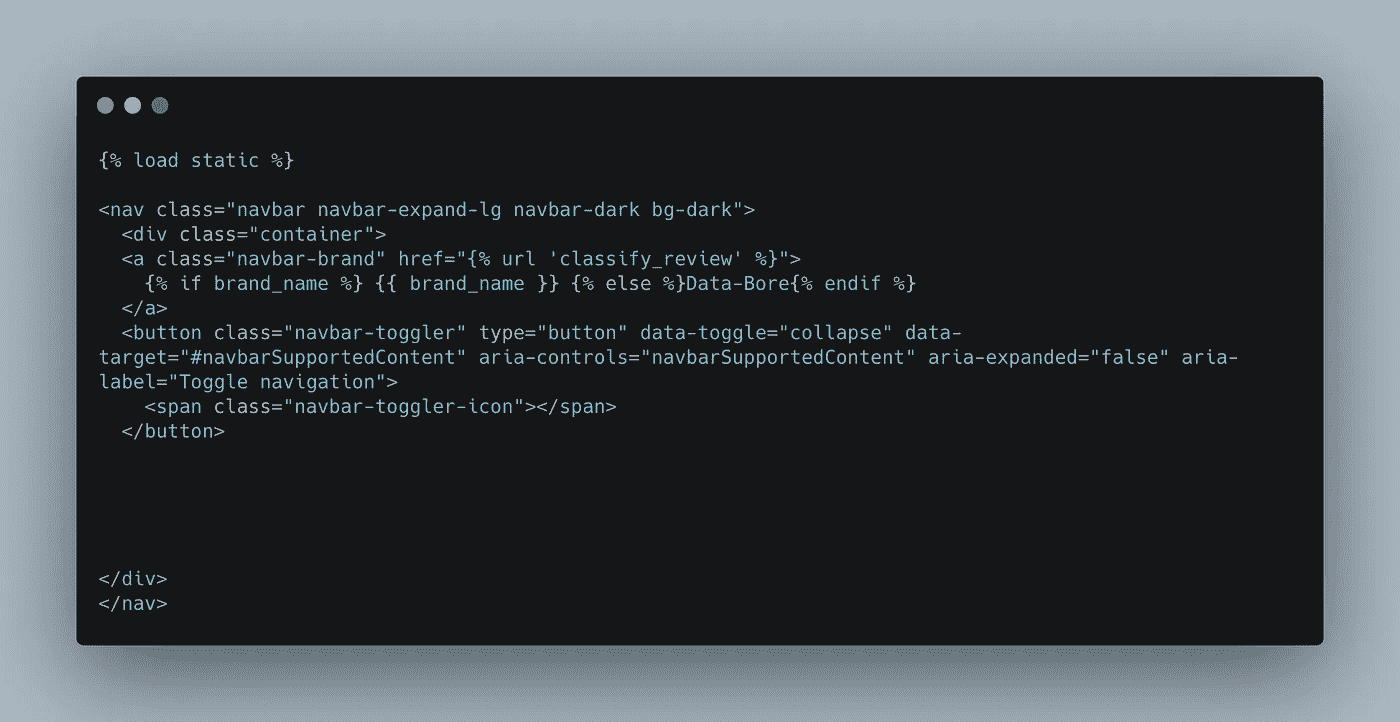 {% load static %}
<nav class="navbar navbar-expand-lg navbar-dark bg-dark">
<div class="container">
<a class="navbar-brand" href="{% url 'classify_review' %}">
{% if brand_name %} {{ brand_name }} {% else %}Data-Bore{% endif %}
</a>
<button class="navbar-toggler" type="button" data-toggle="collapse" data-
target="#navbarSupportedContent" aria-controls="navbarSupportedContent" aria-expanded="false" aria-
label="Toggle navigation">
<span class="navbar-toggler-icon"></span>
</button>
</div>
</nav>